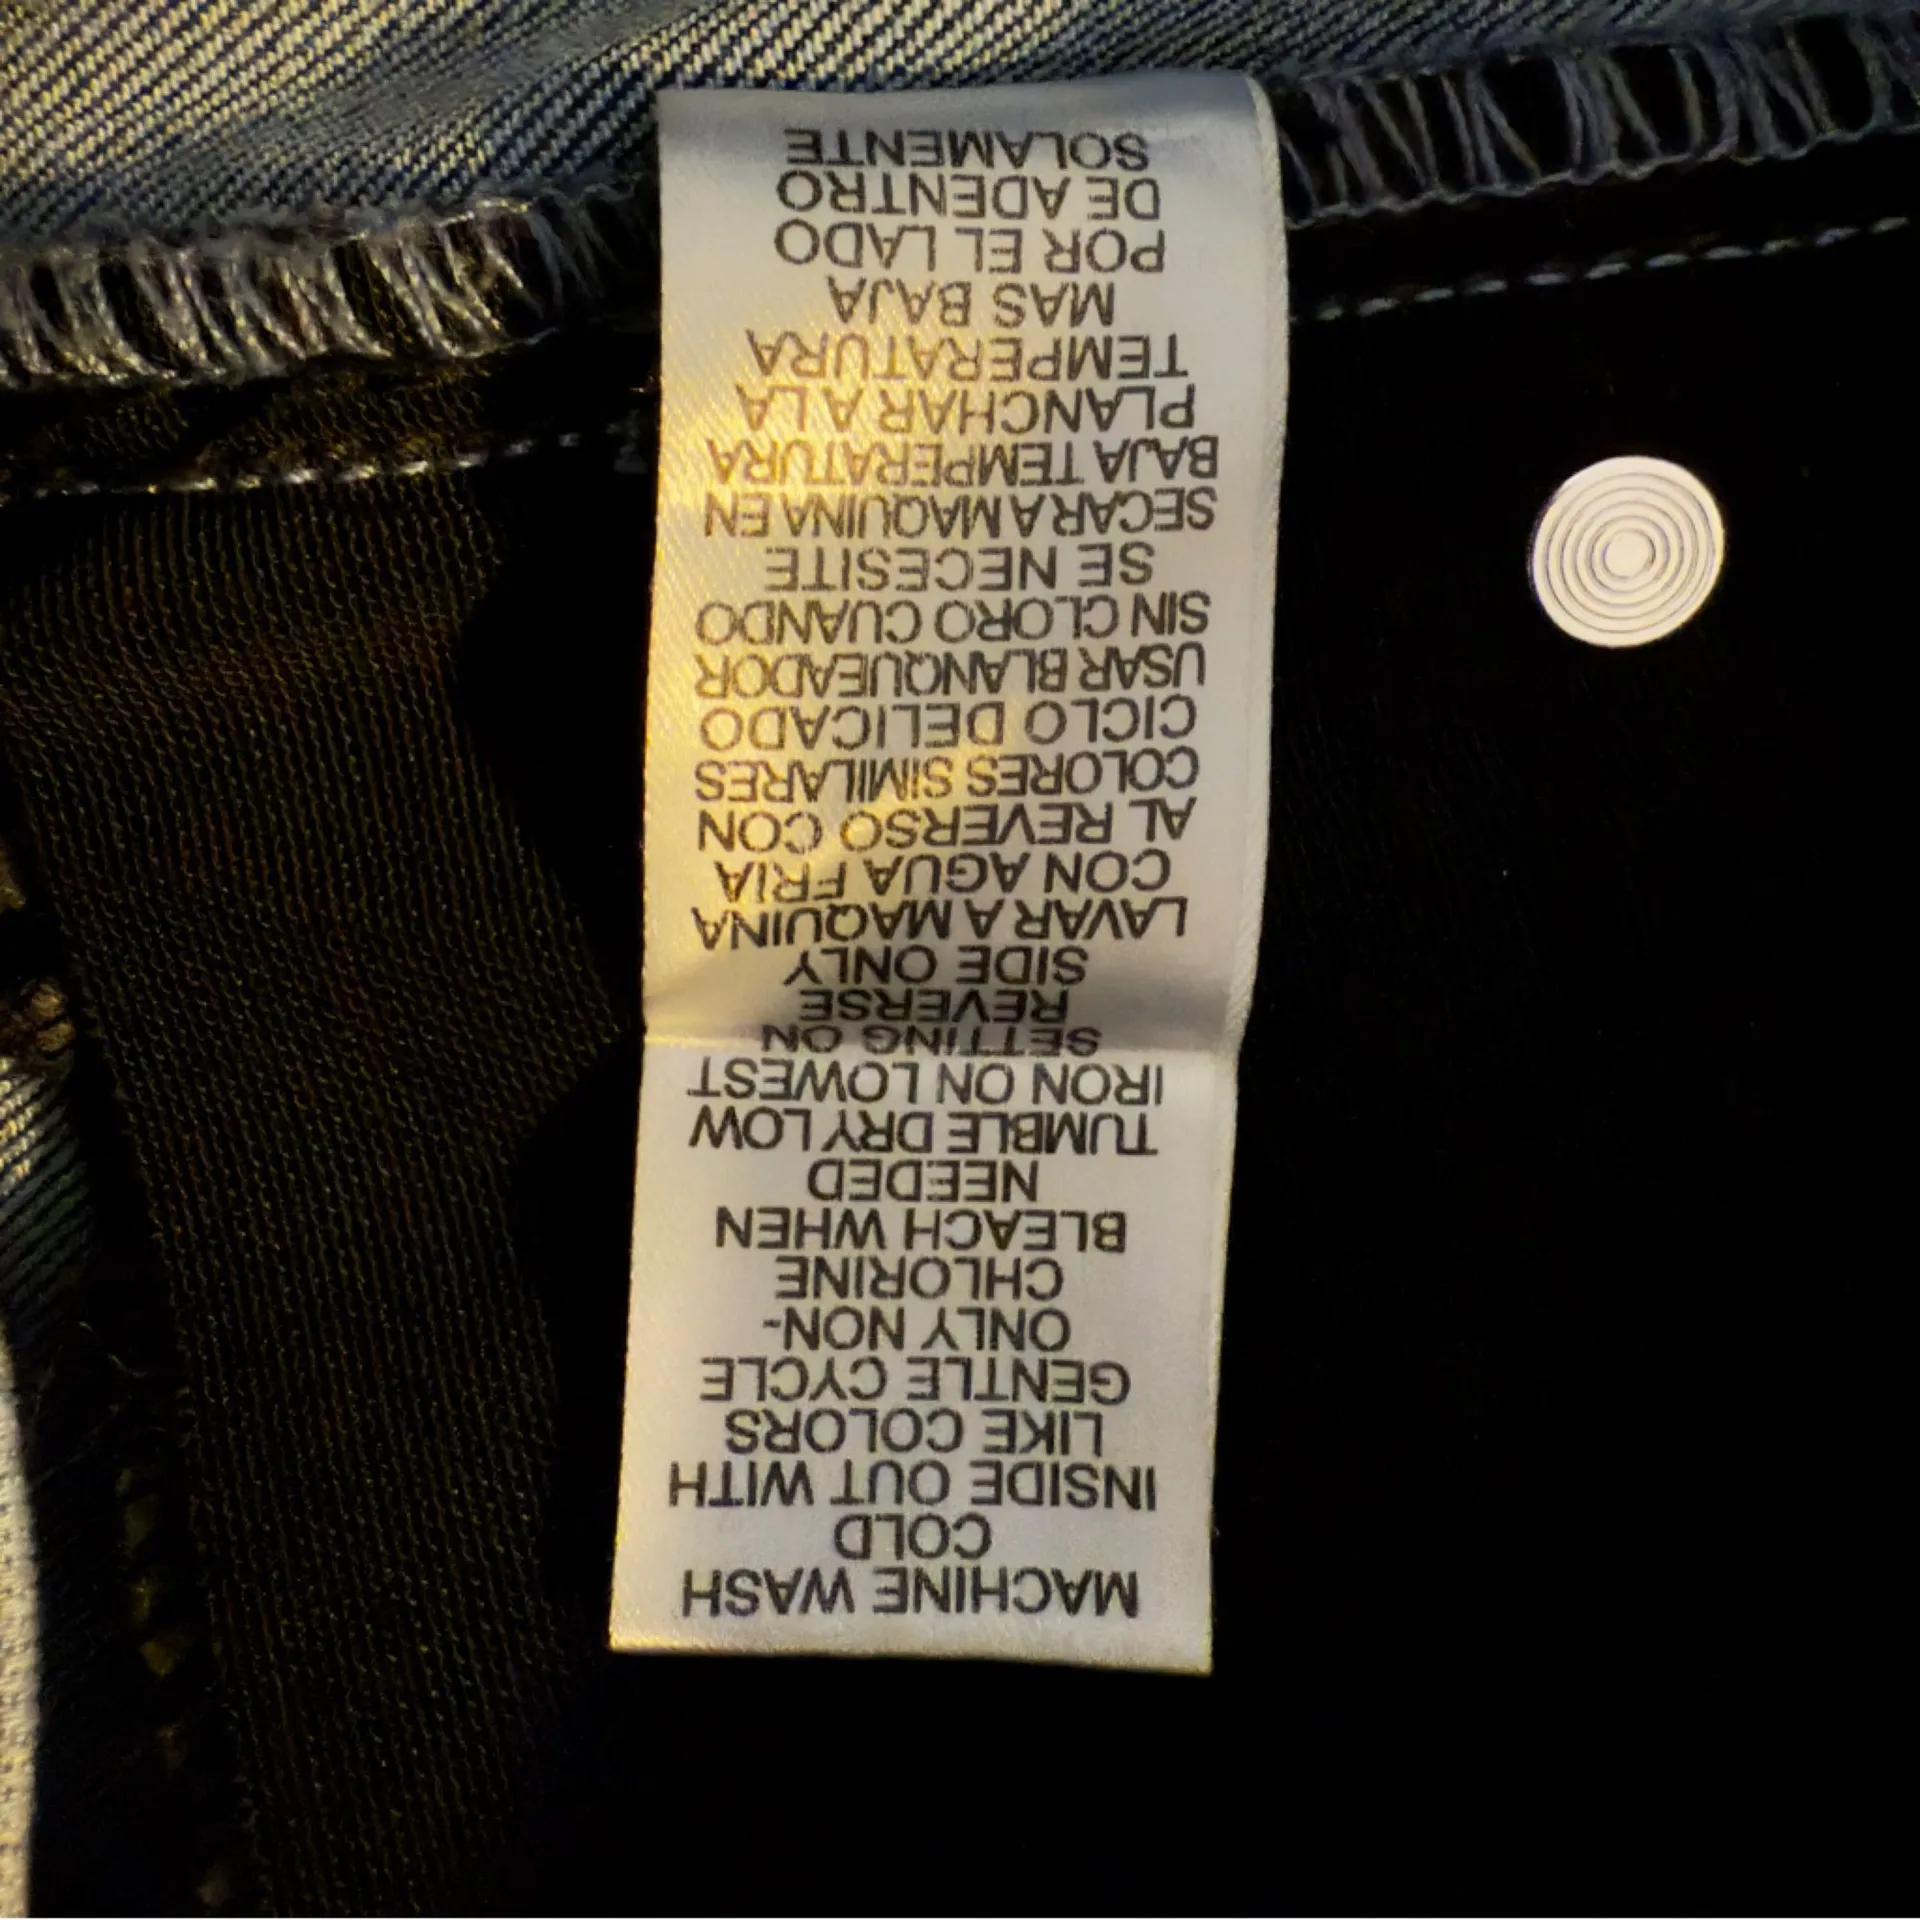 MACHINE WASH
COLD
INSIDE OUT WITH
LIKE COLORS
GENTLE CYCLE
ONLY NON-
CHLORINE
BLEACH WHEN
NEEDED
TUMBLE DRY LOW
IRON ON LOWEST
SETTING ON
REVERSE
SIDE ONLY
LAVAR A MAQUINA
CON AGUA FRIA
AL REVERSO CON
COLORES SIMILARES
CICLO DELICADO
USAR BLANQUEADOR
SIN CLORO CUANDO
SE NECESITE
SECAR A MAQUINA EN
BAJA TEMPERATURA
PLANCHAR A LA
TEMPERATURA
MAS BAJA
POR EL LADO
DE ADENTRO
SOLAMENTE